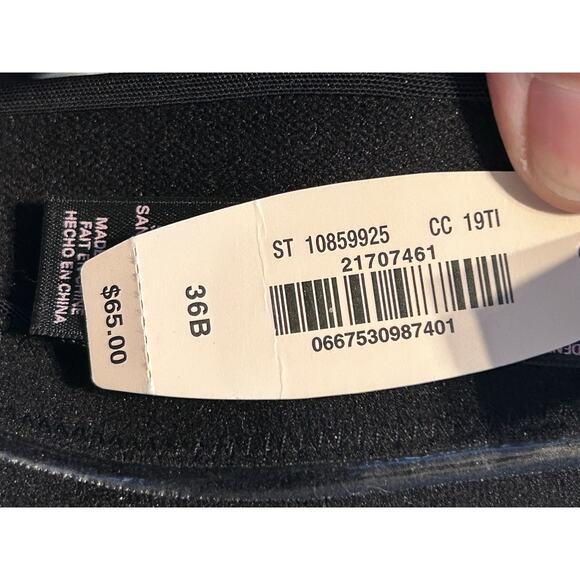 ST 10859925 CC 19TI
21707461
0667530987401
36B
$65.00
HECHO EN CHINA